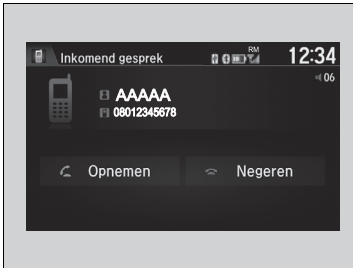 Inkomend gesprek RM 12:34
06
AAAAA
08012345678
Opnemen Negeren